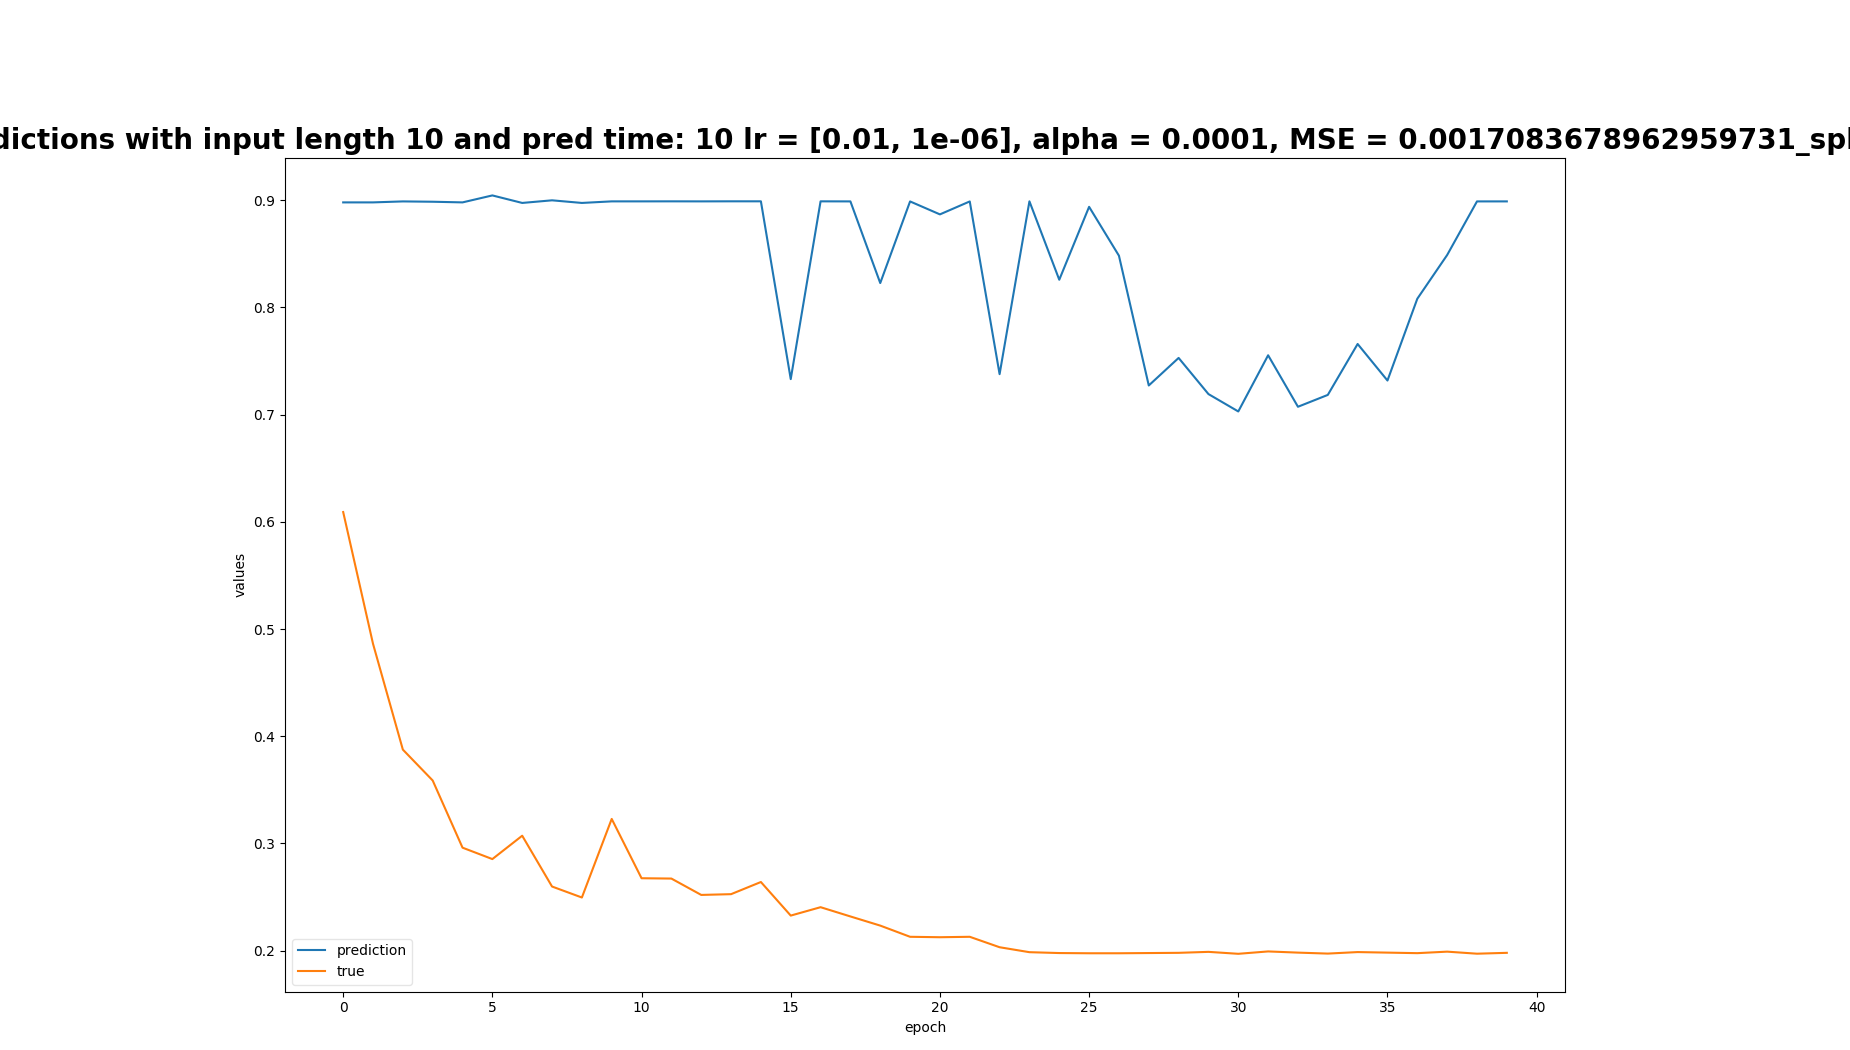 dictions with input length 10 and pred time: 10 lr = [0.01, 1e-06], alpha = 0.0001, MSE = 0.0017083678962959731_spl
0.9
0.8
0.7
0.6
values
0.5
0.4
0.3
0.2
prediction
true
0 5 10 15 20 25 30 35 40
epoch